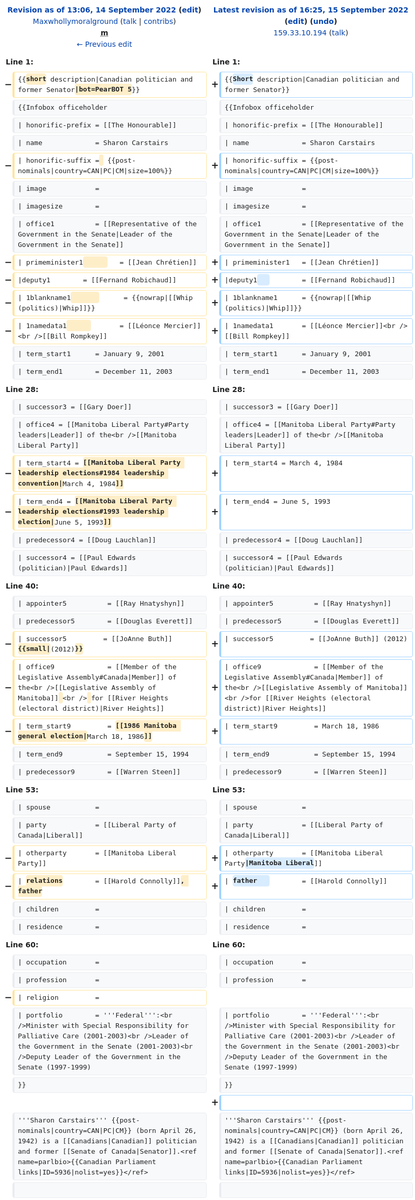 Revision as of 13:06, 14 September 2022 (edit)
Maxwhollymoralground (talk | contribs)
m
← Previous edit
Latest revision as of 16:25, 15 September 2022
(edit) (undo)
159.33.10.194 (talk)
Line 1:
Line 1:
− {{short description|Canadian politician and
former Senator|bot=PearBOT 5}}
+ {{Short description|Canadian politician and
former Senator}}
{{Infobox officeholder
{{Infobox officeholder
| honorific-prefix = [[The Honourable]]
| honorific-prefix = [[The Honourable]]
| name = Sharon Carstairs
| name = Sharon Carstairs
− | honorific-suffix = {{post-
nominals|country=CAN|PC|CM|size=100%}}
+ | honorific-suffix = {{post-
nominals|country=CAN|PC|CM|size=100%}}
| image =
| image =
| imagesize =
| imagesize =
| office1 = [[Representative of the
Government in the Senate|Leader of the
Government in the Senate]]
| office1 = [[Representative of the
Government in the Senate|Leader of the
Government in the Senate]]
− | primeminister1 = [[Jean Chrétien]]
+ | primeminister1 = [[Jean Chrétien]]
− |deputy1 = [[Fernand Robichaud]]
+ |deputy1 = [[Fernand Robichaud]]
− | 1blankname1 = {{nowrap|[[Whip
(politics)|Whip]]}}
+ | 1blankname1 = {{nowrap|[[Whip
(politics)|Whip]]}}
− | 1namedata1 = [[Léonce Mercier]]
<br />[[Bill Rompkey]]
+ | 1namedata1 = [[Léonce Mercier]]<br />
[[Bill Rompkey]]
| term_start1 = January 9, 2001
| term_start1 = January 9, 2001
| term_end1 = December 11, 2003
| term_end1 = December 11, 2003
Line 28:
Line 28:
| successor3 = [[Gary Doer]]
| successor3 = [[Gary Doer]]
| office4 = [[Manitoba Liberal Party#Party
leaders|Leader]] of the<br />[[Manitoba
Liberal Party]]
| office4 = [[Manitoba Liberal Party#Party
leaders|Leader]] of the<br />[[Manitoba
Liberal Party]]
− | term_start4 = [[Manitoba Liberal Party
leadership elections#1984 leadership
convention|March 4, 1984]]
+ | term_start4 = March 4, 1984
− | term_end4 = [[Manitoba Liberal Party
leadership elections#1993 leadership
election|June 5, 1993]]
+ | term_end4 = June 5, 1993
| predecessor4 = [[Doug Lauchlan]]
| predecessor4 = [[Doug Lauchlan]]
| successor4 = [[Paul Edwards
(politician)|Paul Edwards]]
| successor4 = [[Paul Edwards
(politician)|Paul Edwards]]
Line 40:
Line 40:
| appointer5 = [[Ray Hnatyshyn]]
| appointer5 = [[Ray Hnatyshyn]]
| predecessor5 = [[Douglas Everett]]
| predecessor5 = [[Douglas Everett]]
− | successor5 = [[JoAnne Buth]]
{{small|(2012)}}
+ | successor5 = [[JoAnne Buth]] (2012)
− | office9 = [[Member of the
Legislative Assembly#Canada|Member]] of
the<br />[[Legislative Assembly of
Manitoba]] <br /> for [[River Heights
(electoral district)|River Heights]]
+ | office9 = [[Member of the
Legislative Assembly#Canada|Member]] of
the<br />[[Legislative Assembly of Manitoba]]
<br />for [[River Heights (electoral
district)|River Heights]]
− | term_start9 = [[1986 Manitoba
general election|March 18, 1986]]
+ | term_start9 = March 18, 1986
| term_end9 = September 15, 1994
| term_end9 = September 15, 1994
| predecessor9 = [[Warren Steen]]
| predecessor9 = [[Warren Steen]]
Line 53:
Line 53:
| spouse =
| spouse =
| party = [[Liberal Party of
Canada|Liberal]]
| party = [[Liberal Party of
Canada|Liberal]]
− | otherparty = [[Manitoba Liberal
Party]]
+ | otherparty = [[Manitoba Liberal
Party|Manitoba Liberal]]
− | relations = [[Harold Connolly]],
father
+ | father = [[Harold Connolly]]
| children =
| children =
| residence =
| residence =
Line 60:
Line 60:
| occupation =
| occupation =
| profession =
| profession =
− | religion =
| portfolio = '''Federal''':<br
/>Minister with Special Responsibility for
Palliative Care (2001-2003)<br />Leader of
the Government in the Senate (2001-2003)<br
/>Deputy Leader of the Government in the
Senate (1997-1999)
| portfolio = '''Federal''':<br
/>Minister with Special Responsibility for
Palliative Care (2001-2003)<br />Leader of
the Government in the Senate (2001-2003)<br
/>Deputy Leader of the Government in the
Senate (1997-1999)
}}
}}
+
'''Sharon Carstairs''' {{post-
nominals|country=CAN|PC|CM}} (born April 26,
1942) is a [[Canadians|Canadian]] politician
and former [[Senate of Canada|Senator]].<ref
name=parlbio>{{Canadian Parliament
links|ID=5936|nolist=yes}}</ref>
'''Sharon Carstairs''' {{post-
nominals|country=CAN|PC|CM}} (born April 26,
1942) is a [[Canadians|Canadian]] politician
and former [[Senate of Canada|Senator]].<ref
name=parlbio>{{Canadian Parliament
links|ID=5936|nolist=yes}}</ref>